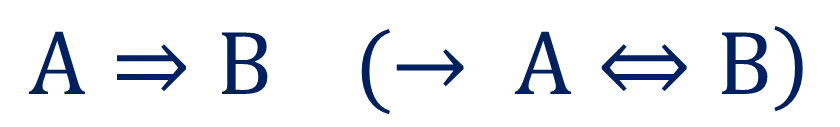 A ⇒ B (→ A ⇔ B)